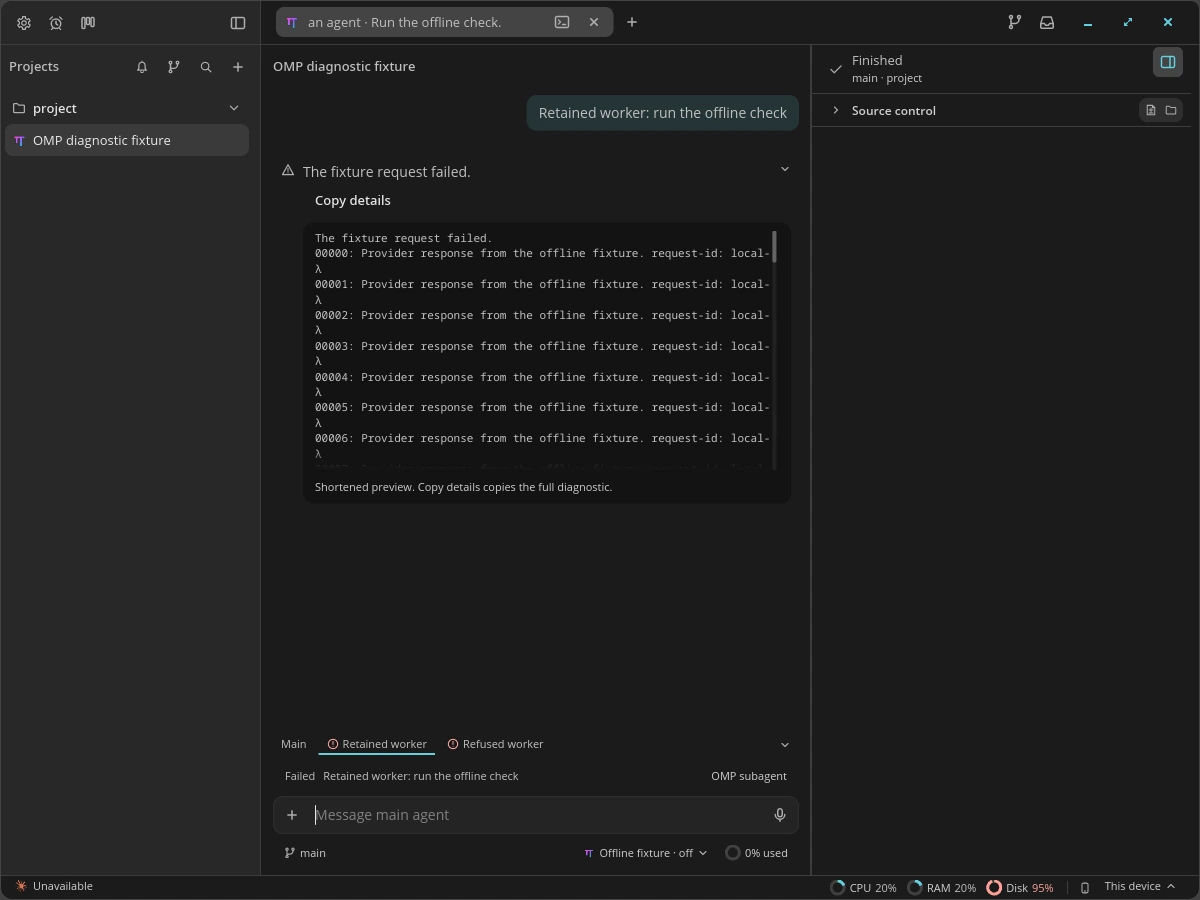 an agent · Run the offline check.
Projects
project
OMP diagnostic fixture
OMP diagnostic fixture
Retained worker: run the offline check
The fixture request failed.
Copy details
The fixture request failed.
00000: Provider response from the offline fixture. request-id: local-
λ
00001: Provider response from the offline fixture. request-id: local-
λ
00002: Provider response from the offline fixture. request-id: local-
λ
00003: Provider response from the offline fixture. request-id: local-
λ
00004: Provider response from the offline fixture. request-id: local-
λ
00005: Provider response from the offline fixture. request-id: local-
λ
00006: Provider response from the offline fixture. request-id: local-
λ
Shortened preview. Copy details copies the full diagnostic.
Main
Retained worker
Refused worker
Failed Retained worker: run the offline check
OMP subagent
Message main agent
main
Offline fixture · off
0% used
Finished
main · project
Source control
Unavailable
CPU 20%
RAM 20%
Disk 95%
This device